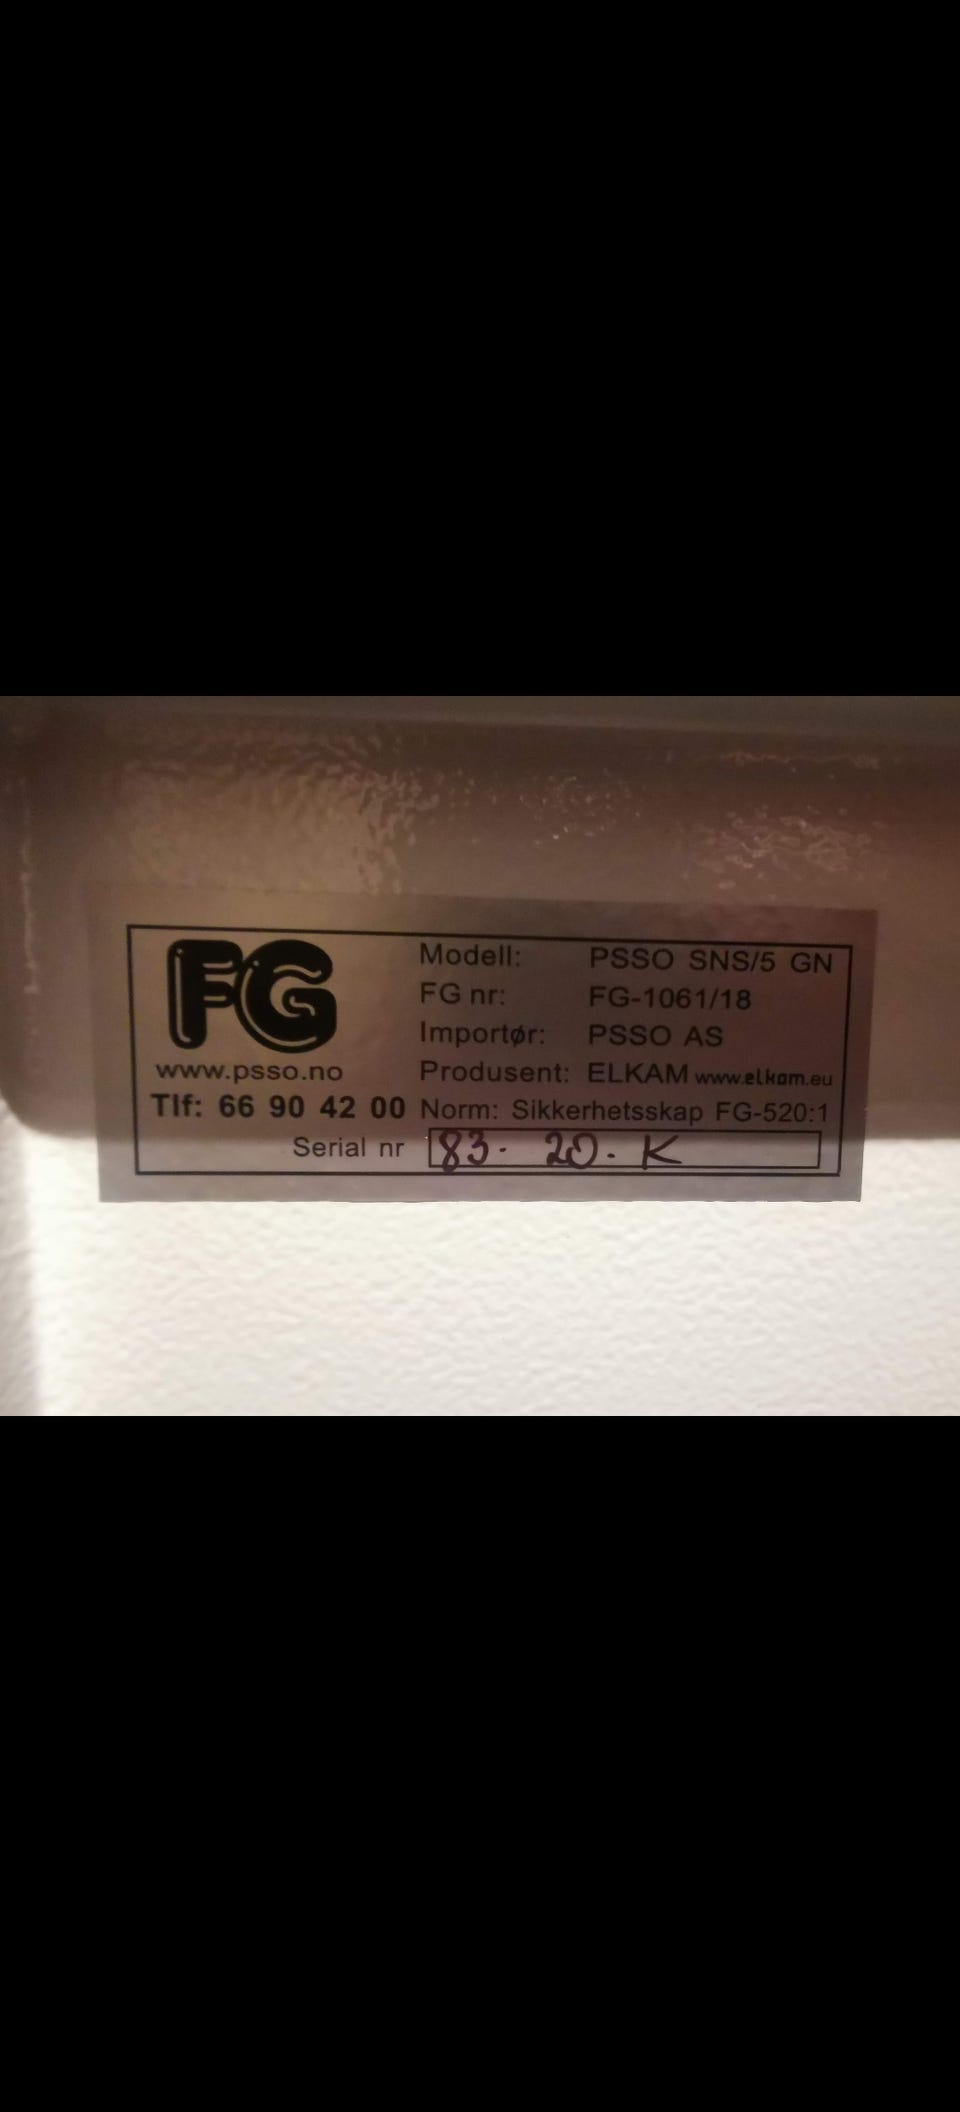 FG
www.psso.no
Tlf: 66 90 42 00
Modell: PSSO SNS/5 GN
FG nr: FG-1061/18
Importør: PSSO AS
Produsent: ELKAM www.elkam.eu
Norm: Sikkerhetsskap FG-520:1
Serial nr 83. 20. K